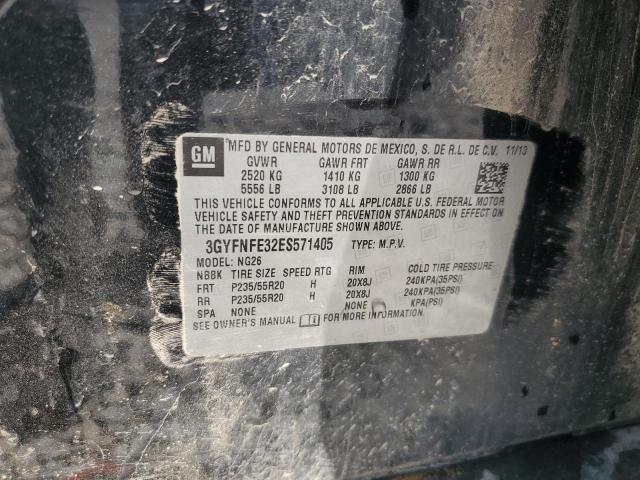 GM
MFD BY GENERAL MOTORS DE MEXICO, S. DE R.L. DE C.V. 11/13
GVWR GAWR FRT GAWR RR
2520 KG 1410 KG 1300 KG
5556 LB 3108 LB 2866 LB
THIS VEHICLE CONFORMS TO ALL APPLICABLE U.S. FEDERAL MOTOR
VEHICLE SAFETY AND THEFT PREVENTION STANDARDS IN EFFECT ON
THE DATE OF MANUFACTURE SHOWN ABOVE.
3GYFNFE32ES571405 TYPE: M.P.V.
MODEL: NG26
NBBK TIRE SIZE SPEED RTG RIM COLD TIRE PRESSURE
FRT P235/55R20 H 20X8J 240KPA(35PSI)
RR P235/55R20 H 20X8J 240KPA(35PSI)
SPA NONE NONE KPA(PSI)
SEE OWNER'S MANUAL FOR MORE INFORMATION.